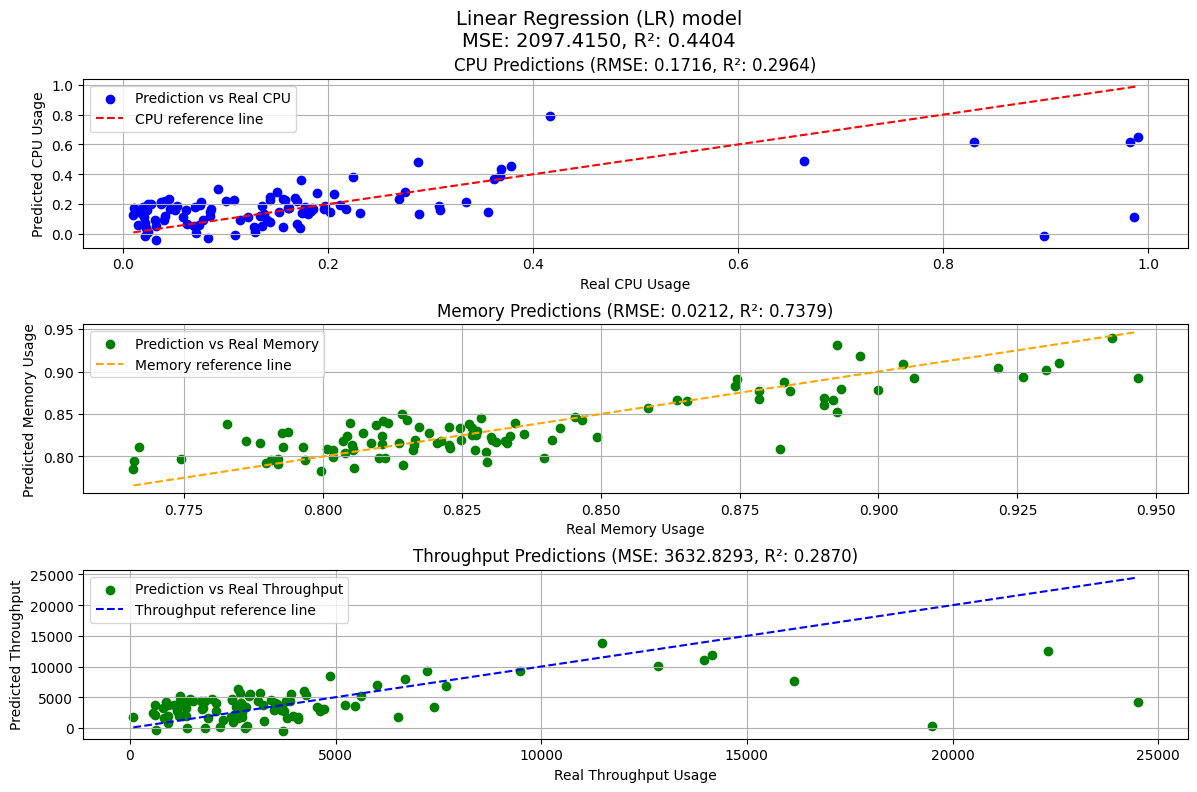 Linear Regression (LR) model
MSE: 2097.4150, R²: 0.4404
CPU Predictions (RMSE: 0.1716, R²: 0.2964)
Predicted CPU Usage
1.0
0.8
0.6
0.4
0.2
0.0
Prediction vs Real CPU
CPU reference line
0.0 0.2 0.4 0.6 0.8 1.0
Real CPU Usage
Memory Predictions (RMSE: 0.0212, R²: 0.7379)
Predicted Memory Usage
0.95
0.90
0.85
0.80
Prediction vs Real Memory
Memory reference line
0.775 0.800 0.825 0.850 0.875 0.900 0.925 0.950
Real Memory Usage
Throughput Predictions (MSE: 3632.8293, R²: 0.2870)
Predicted Throughput
25000
20000
15000
10000
5000
0
Prediction vs Real Throughput
Throughput reference line
0 5000 10000 15000 20000 25000
Real Throughput Usage